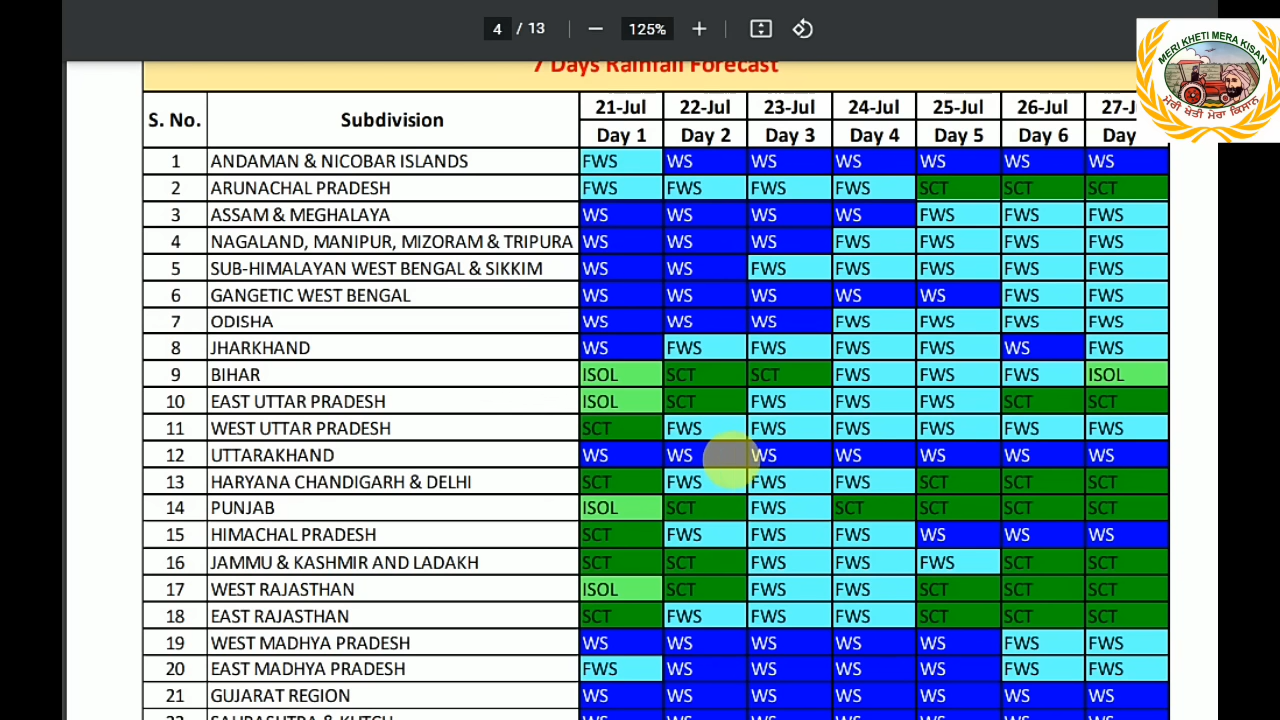 4 / 13 125%
MERI KHETI MERA KISAN
ਮੇਰੀ ਖੇਤੀ ਮੇਰਾ ਕਿਸਾਨ
7 Days Rainfall Forecast
S. No. Subdivision 21-Jul 22-Jul 23-Jul 24-Jul 25-Jul 26-Jul 27-J
Day 1 Day 2 Day 3 Day 4 Day 5 Day 6 Day
1 ANDAMAN & NICOBAR ISLANDS FWS WS WS WS WS WS WS
2 ARUNACHAL PRADESH FWS FWS FWS FWS SCT SCT SCT
3 ASSAM & MEGHALAYA WS WS WS WS FWS FWS FWS
4 NAGALAND, MANIPUR, MIZORAM & TRIPURA WS WS WS FWS FWS FWS FWS
5 SUB-HIMALAYAN WEST BENGAL & SIKKIM WS WS FWS FWS FWS FWS FWS
6 GANGETIC WEST BENGAL WS WS WS WS WS FWS FWS
7 ODISHA WS WS WS FWS FWS FWS FWS
8 JHARKHAND WS FWS FWS FWS FWS WS FWS
9 BIHAR ISOL SCT SCT FWS FWS FWS ISOL
10 EAST UTTAR PRADESH ISOL SCT FWS FWS FWS SCT SCT
11 WEST UTTAR PRADESH SCT FWS FWS FWS FWS FWS FWS
12 UTTARAKHAND WS WS WS WS WS WS WS
13 HARYANA CHANDIGARH & DELHI SCT FWS FWS FWS SCT SCT SCT
14 PUNJAB ISOL SCT FWS SCT SCT SCT SCT
15 HIMACHAL PRADESH SCT FWS FWS FWS WS WS WS
16 JAMMU & KASHMIR AND LADAKH SCT SCT FWS FWS FWS SCT SCT
17 WEST RAJASTHAN ISOL SCT FWS FWS SCT SCT SCT
18 EAST RAJASTHAN SCT FWS FWS FWS SCT SCT SCT
19 WEST MADHYA PRADESH WS WS WS WS WS FWS FWS
20 EAST MADHYA PRADESH FWS WS WS WS WS FWS FWS
21 GUJARAT REGION WS WS WS WS WS WS WS
22 SAURASHTRA & KUTCH WS WS WS WS WS WS WS